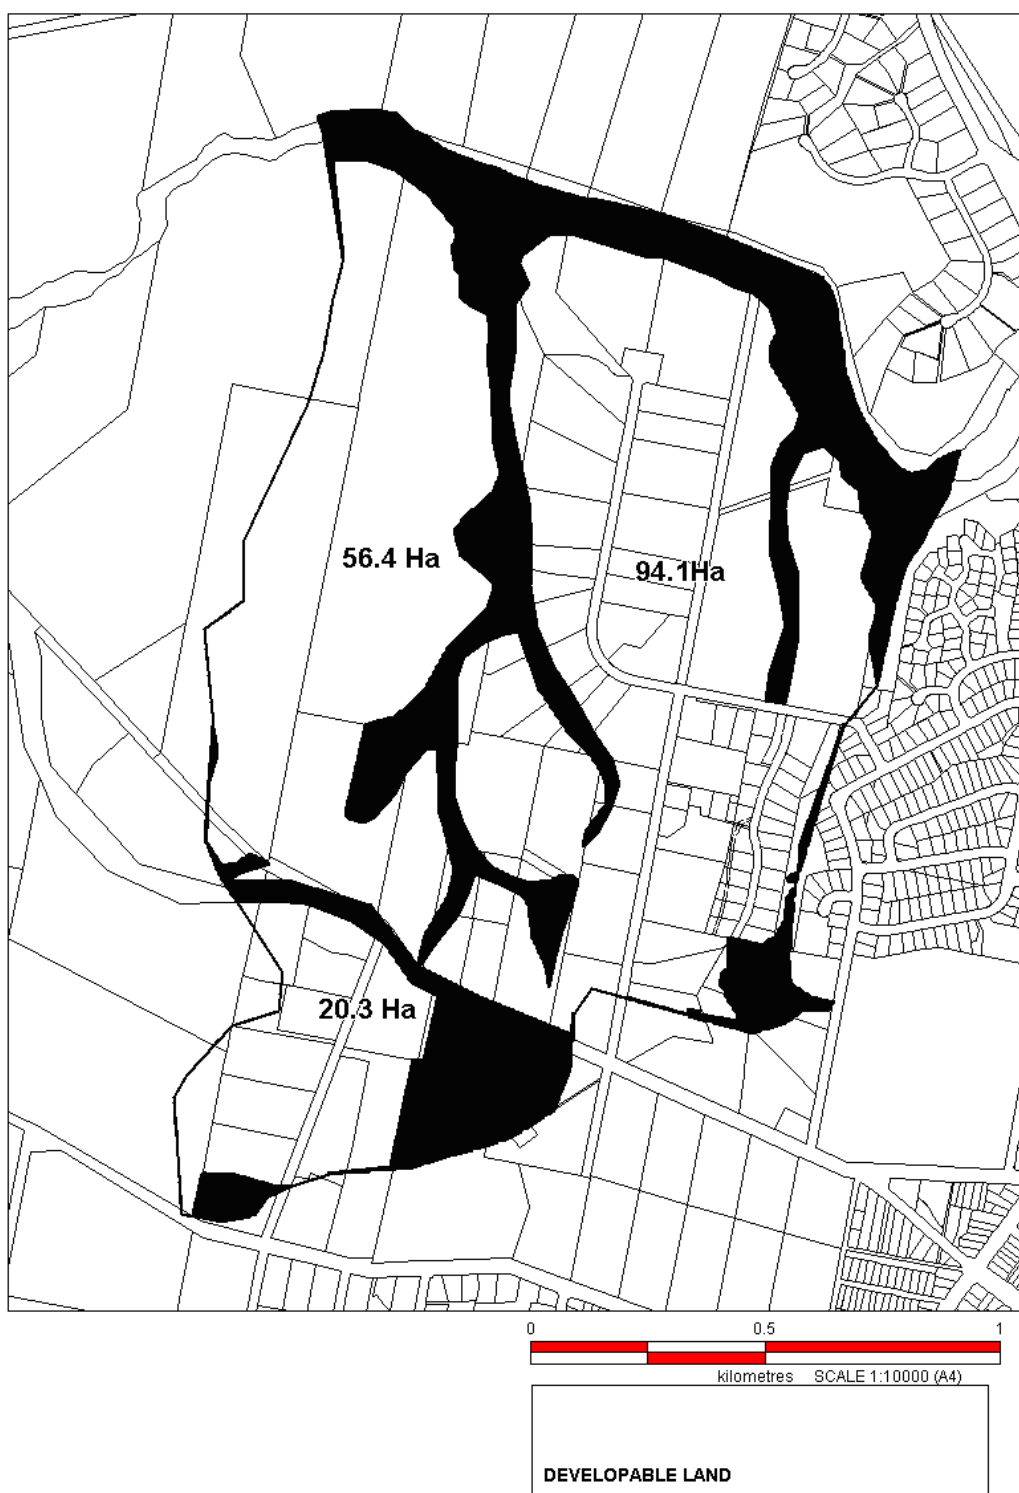 56.4 Ha
94.1Ha
20.3 Ha
0 0.5 1
kilometres SCALE 1:10000 (A4)
DEVELOPABLE LAND